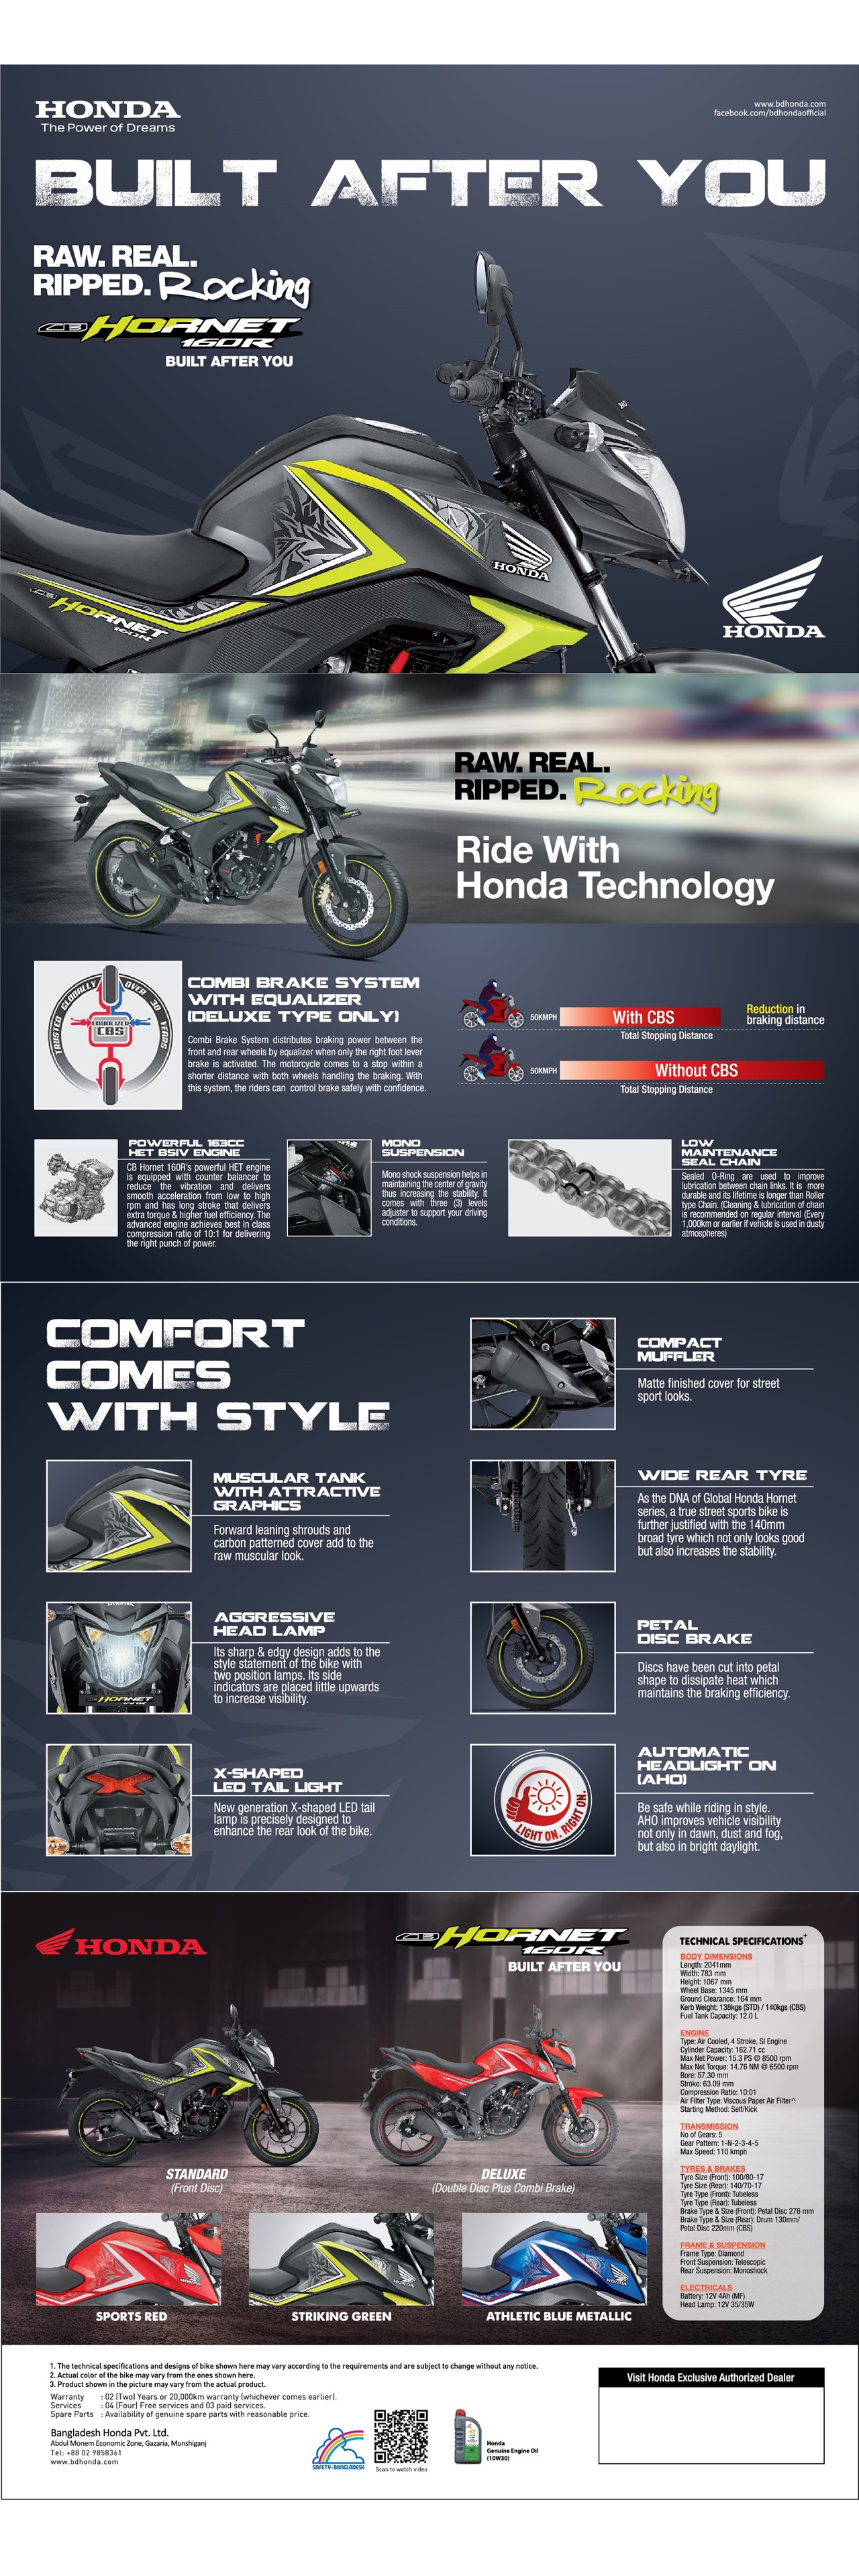 HONDA
The Power of Dreams
www.bdhonda.com
facebook.com/bdhondaofficial
BUILT AFTER YOU
RAW. REAL.
RIPPED. Rocking
CB HORNET
160R
BUILT AFTER YOU
HONDA
CB HORNET
160R
HONDA
RAW. REAL.
RIPPED. Rocking
Ride With
Honda Technology
TRUSTED GLOBALLY OVER 30 YEARS
EQUALIZER
CBS
COMBI BRAKE SYSTEM
WITH EQUALIZER
(DELUXE TYPE ONLY)
Combi Brake System distributes braking power between the
front and rear wheels by equalizer when only the right foot lever
brake is activated. The motorcycle comes to a stop within a
shorter distance with both wheels handling the braking. With
this system, the riders can control brake safely with confidence.
50KMPH
With CBS
Total Stopping Distance
Reduction in
braking distance
50KMPH
Without CBS
Total Stopping Distance
POWERFUL 163CC
HET BSIV ENGINE
CB Hornet 160R's powerful HET engine
is equipped with counter balancer to
reduce the vibration and delivers
smooth acceleration from low to high
rpm and has long stroke that delivers
extra torque & higher fuel efficiency. The
advanced engine achieves best in class
compression ratio of 10:1 for delivering
the right punch of power.
MONO
SUSPENSION
Mono shock suspension helps in
maintaining the center of gravity
thus increasing the stability. It
comes with three (3) levels
adjuster to support your driving
conditions.
LOW
MAINTENANCE
SEAL CHAIN
Sealed O-Ring are used to improve
lubrication between chain links. It is more
durable and its lifetime is longer than Roller
type Chain. (Cleaning & lubrication of chain
is recommended on regular interval (Every
1,000km or earlier if vehicle is used in dusty
atmospheres)
COMFORT
COMES
WITH STYLE
COMPACT
MUFFLER
Matte finished cover for street
sport looks.
MUSCULAR TANK
WITH ATTRACTIVE
GRAPHICS
Forward leaning shrouds and
carbon patterned cover add to the
raw muscular look.
WIDE REAR TYRE
As the DNA of Global Honda Hornet
series, a true street sports bike is
further justified with the 140mm
broad tyre which not only looks good
but also increases the stability.
AGGRESSIVE
HEAD LAMP
Its sharp & edgy design adds to the
style statement of the bike with
two position lamps. Its side
indicators are placed little upwards
to increase visibility.
CB HORNET
PETAL
DISC BRAKE
Discs have been cut into petal
shape to dissipate heat which
maintains the braking efficiency.
X-SHAPED
LED TAIL LIGHT
New generation X-shaped LED tail
lamp is precisely designed to
enhance the rear look of the bike.
LIGHT ON. RIGHT ON.
AUTOMATIC
HEADLIGHT ON
(AHO)
Be safe while riding in style.
AHO improves vehicle visibility
not only in dawn, dust and fog,
but also in bright daylight.
HONDA
CB HORNET
160R
BUILT AFTER YOU
STANDARD
(Front Disc)
DELUXE
(Double Disc Plus Combi Brake)
SPORTS RED
STRIKING GREEN
ATHLETIC BLUE METALLIC
TECHNICAL SPECIFICATIONS+
BODY DIMENSIONS
Length: 2041mm
Width: 783 mm
Height: 1067 mm
Wheel Base: 1345 mm
Ground Clearance: 164 mm
Kerb Weight: 138kgs (STD) / 140kgs (CBS)
Fuel Tank Capacity: 12.0 L
ENGINE
Type: Air Cooled, 4 Stroke, SI Engine
Cylinder Capacity: 162.71 cc
Max Net Power: 15.3 PS @ 8500 rpm
Max Net Torque: 14.76 NM @ 6500 rpm
Bore: 57.30 mm
Stroke: 63.09 mm
Compression Ratio: 10:01
Air Filter Type: Viscous Paper Air Filter^
Starting Method: Self/Kick
TRANSMISSION
No of Gears: 5
Gear Pattern: 1-N-2-3-4-5
Max Speed: 110 kmph
TYRES & BRAKES
Tyre Size (Front): 100/80-17
Tyre Size (Rear): 140/70-17
Tyre Type (Front): Tubeless
Tyre Type (Rear): Tubeless
Brake Type & Size (Front): Petal Disc 276 mm
Brake Type & Size (Rear): Drum 130mm/
Petal Disc 220mm (CBS)
FRAME & SUSPENSION
Frame Type: Diamond
Front Suspension: Telescopic
Rear Suspension: Monoshock
ELECTRICALS
Battery: 12V 4Ah (MF)
Head Lamp: 12V 35/35W
1. The technical specifications and designs of bike shown here may vary according to the requirements and are subject to change without any notice.
2. Actual color of the bike may vary from the ones shown here.
3. Product shown in the picture may vary from the actual product.
Warranty : 02 (Two) Years or 20,000km warranty (whichever comes earlier).
Services : 04 (Four) Free services and 03 paid services.
Spare Parts : Availability of genuine spare parts with reasonable price.
Bangladesh Honda Pvt. Ltd.
Abdul Monem Economic Zone, Gazaria, Munshiganj
Tel: +88 02 9858361
www.bdhonda.com
SAFETY-BANGLADESH
Scan to watch video
Honda
Genuine Engine Oil
(10W30)
Visit Honda Exclusive Authorized Dealer